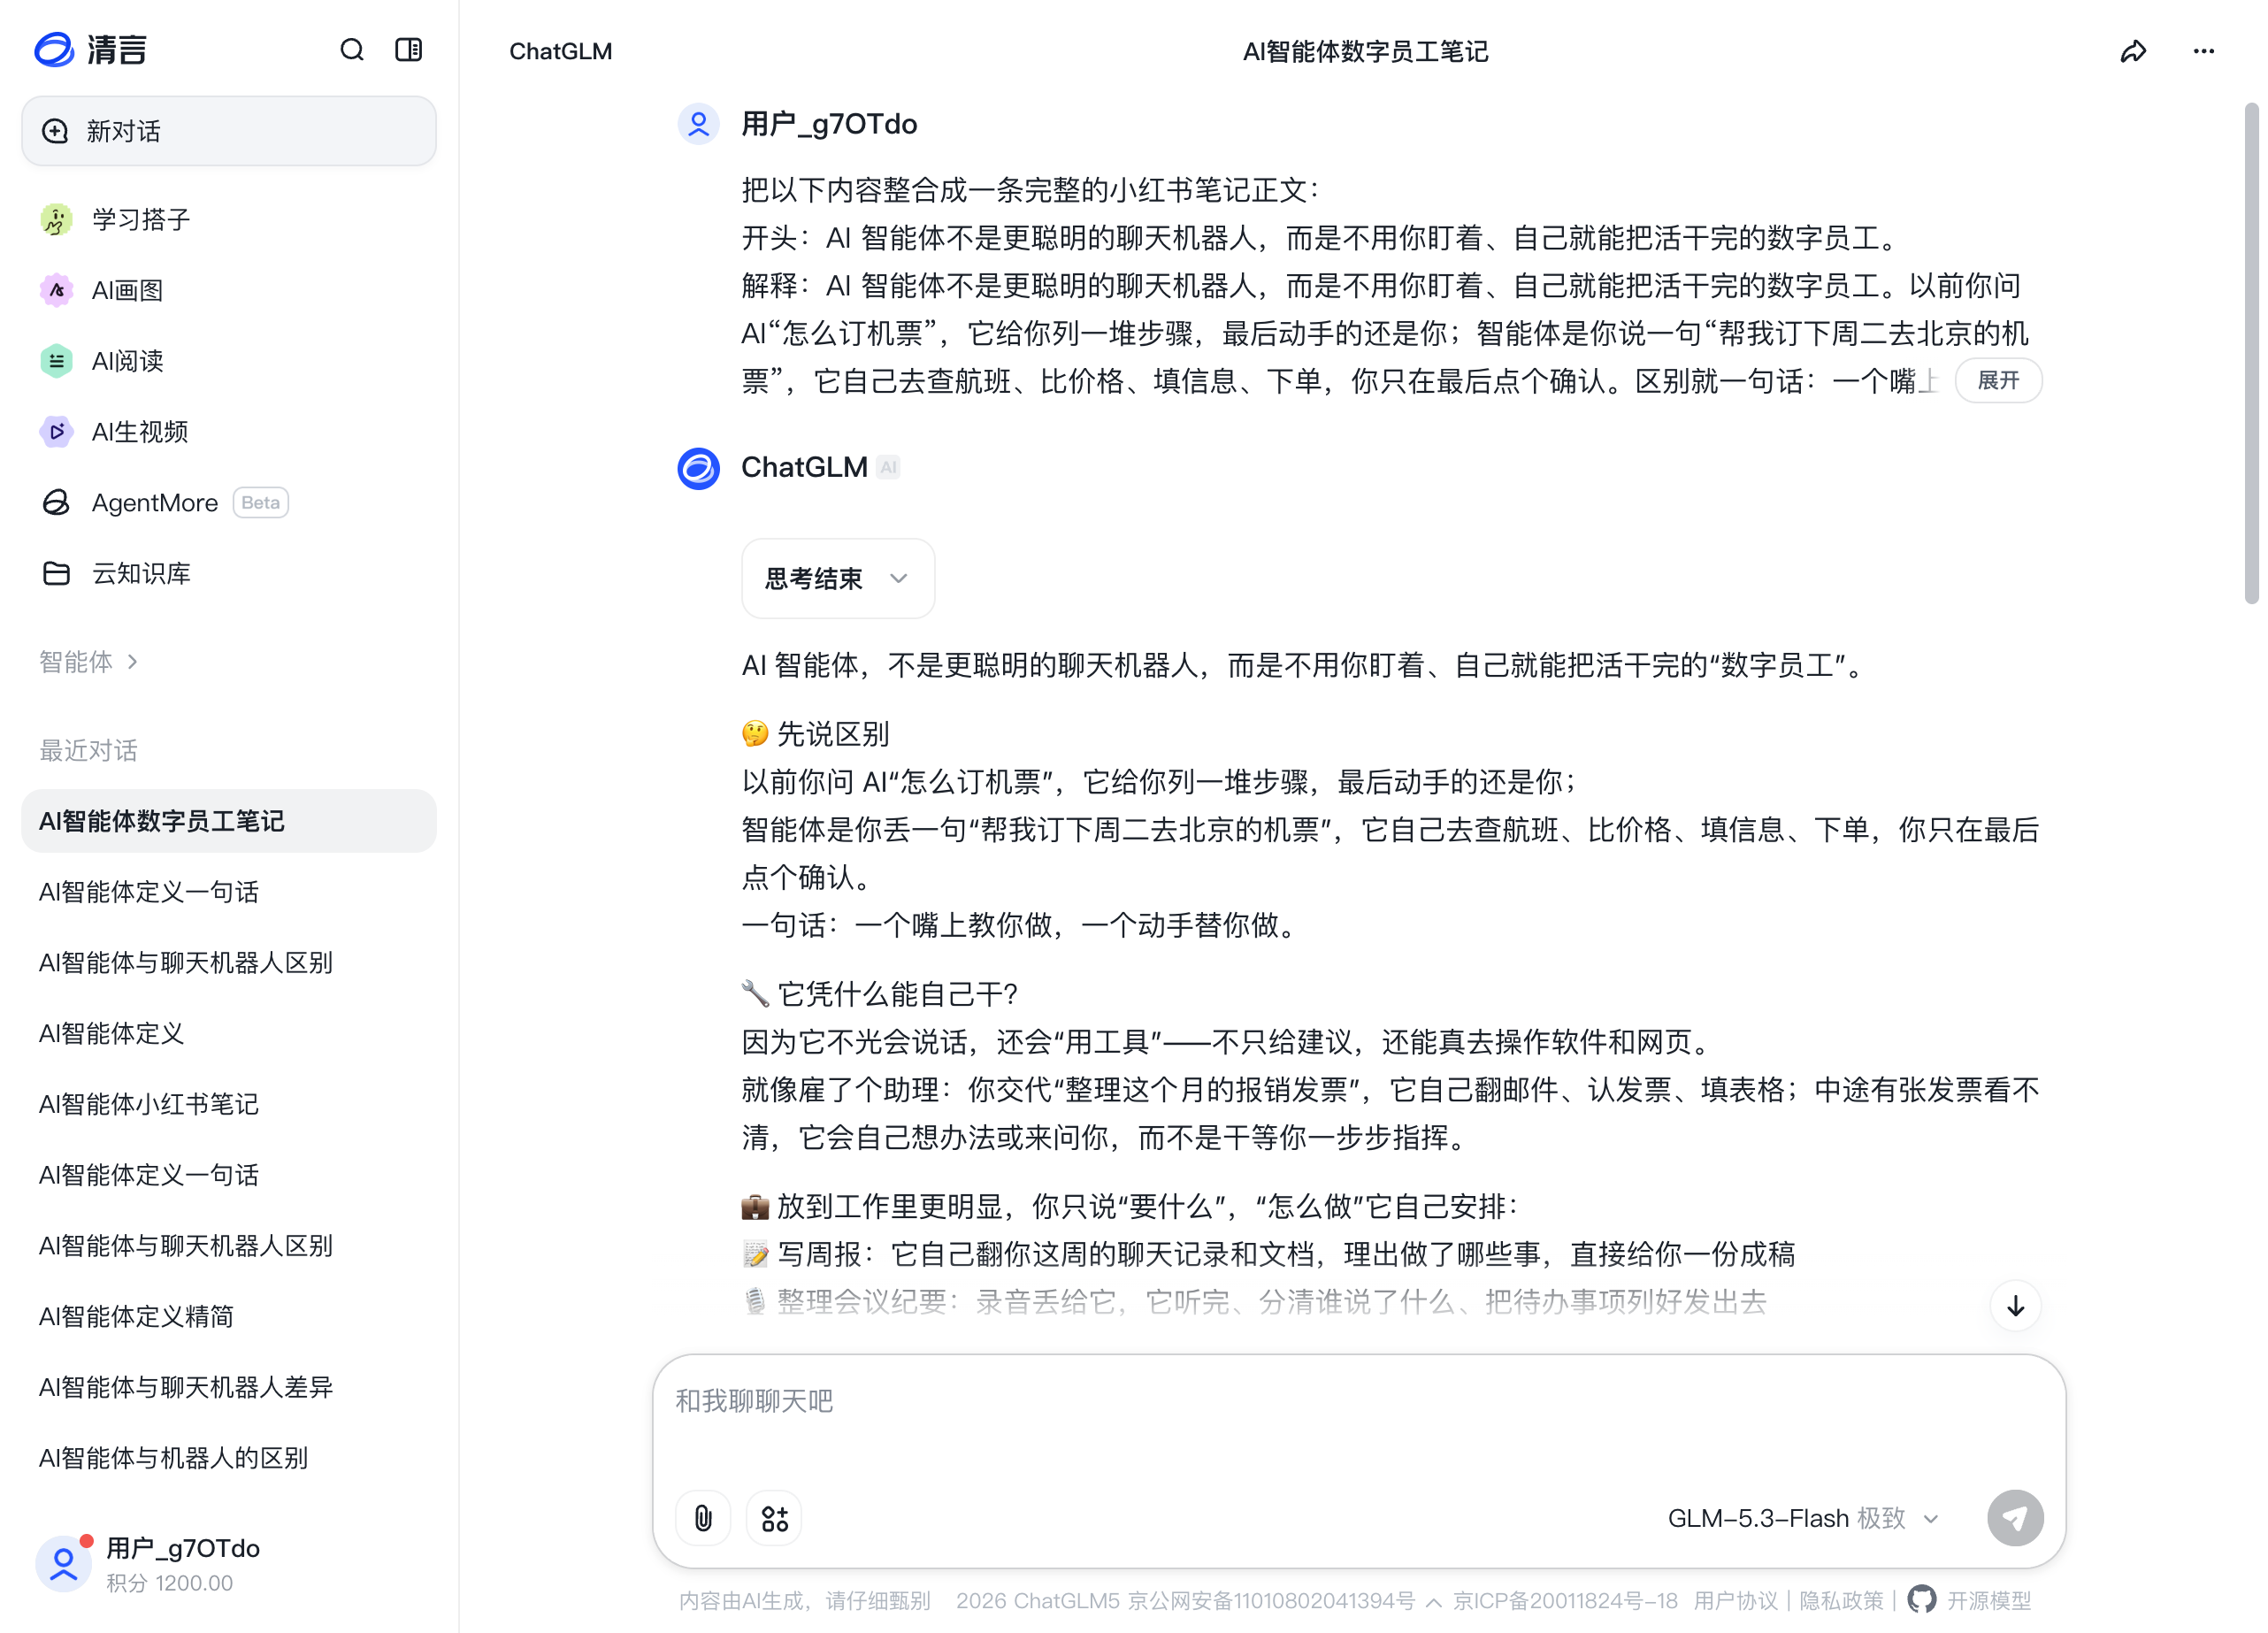 清言
新对话
学习搭子
AI画图
AI阅读
AI生视频
AgentMore Beta
云知识库
智能体
最近对话
AI智能体数字员工笔记
AI智能体定义一句话
AI智能体与聊天机器人区别
AI智能体定义
AI智能体小红书笔记
AI智能体定义一句话
AI智能体与聊天机器人区别
AI智能体定义精简
AI智能体与聊天机器人差异
AI智能体与机器人的区别
用户_g7OTdo
积分 1200.00
ChatGLM
AI智能体数字员工笔记
用户_g7OTdo
把以下内容整合成一条完整的小红书笔记正文：
开头：AI 智能体不是更聪明的聊天机器人，而是不用你盯着、自己就能把活干完的数字员工。
解释：AI 智能体不是更聪明的聊天机器人，而是不用你盯着、自己就能把活干完的数字员工。以前你问
AI“怎么订机票”，它给你列一堆步骤，最后动手的还是你；智能体是你说一句“帮我订下周二去北京的机
票”，它自己去查航班、比价格、填信息、下单，你只在最后点个确认。区别就一句话：一个嘴上
展开
ChatGLM AI
思考结束
AI 智能体，不是更聪明的聊天机器人，而是不用你盯着、自己就能把活干完的“数字员工”。
🤔 先说区别
以前你问 AI“怎么订机票”，它给你列一堆步骤，最后动手的还是你；
智能体是你丢一句“帮我订下周二去北京的机票”，它自己去查航班、比价格、填信息、下单，你只在最后
点个确认。
一句话：一个嘴上教你做，一个动手替你做。
🔧 它凭什么能自己干？
因为它不光会说话，还会“用工具”——不只给建议，还能真去操作软件和网页。
就像雇了个助理：你交代“整理这个月的报销发票”，它自己翻邮件、认发票、填表格；中途有张发票看不
清，它会自己想办法或来问你，而不是干等你一步步指挥。
💼 放到工作里更明显，你只说“要什么”，“怎么做”它自己安排：
📝 写周报：它自己翻你这周的聊天记录和文档，理出做了哪些事，直接给你一份成稿
🎙️ 整理会议纪要：录音丢给它，它听完、分清谁说了什么、把待办事项列好发出去
和我聊聊天吧
GLM-5.3-Flash 极致
内容由AI生成，请仔细甄别 2026 ChatGLM5 京公网安备11010802041394号 京ICP备20011824号-18 用户协议 | 隐私政策 | 开源模型